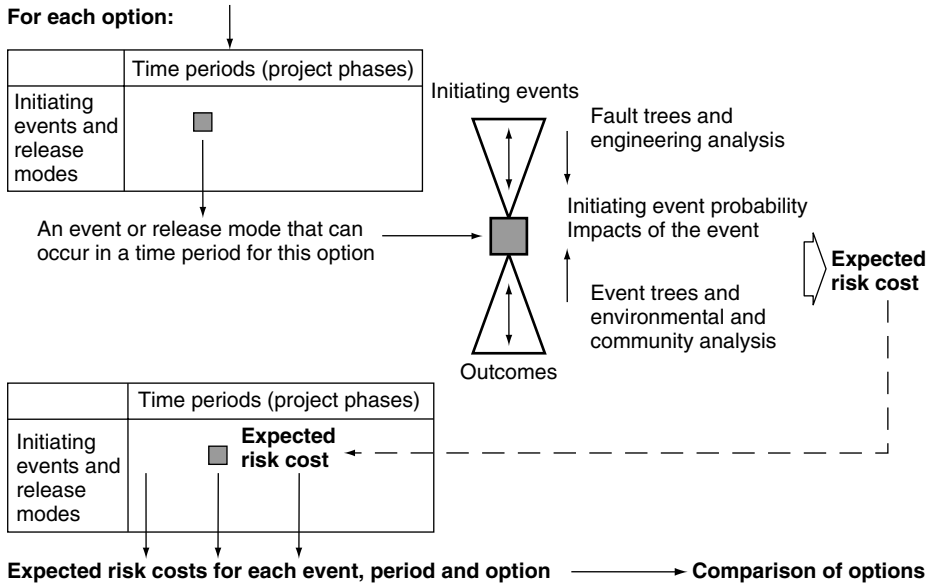 For each option:
Time periods (project phases)
Initiating
events and
release
modes
An event or release mode that can
occur in a time period for this option
Initiating events
Fault trees and
engineering analysis
Initiating event probability
Impacts of the event
Event trees and
environmental and
community analysis
Outcomes
Expected
risk cost
Time periods (project phases)
Initiating
events and
release
modes
Expected
risk cost
Expected risk costs for each event, period and option
Comparison of options